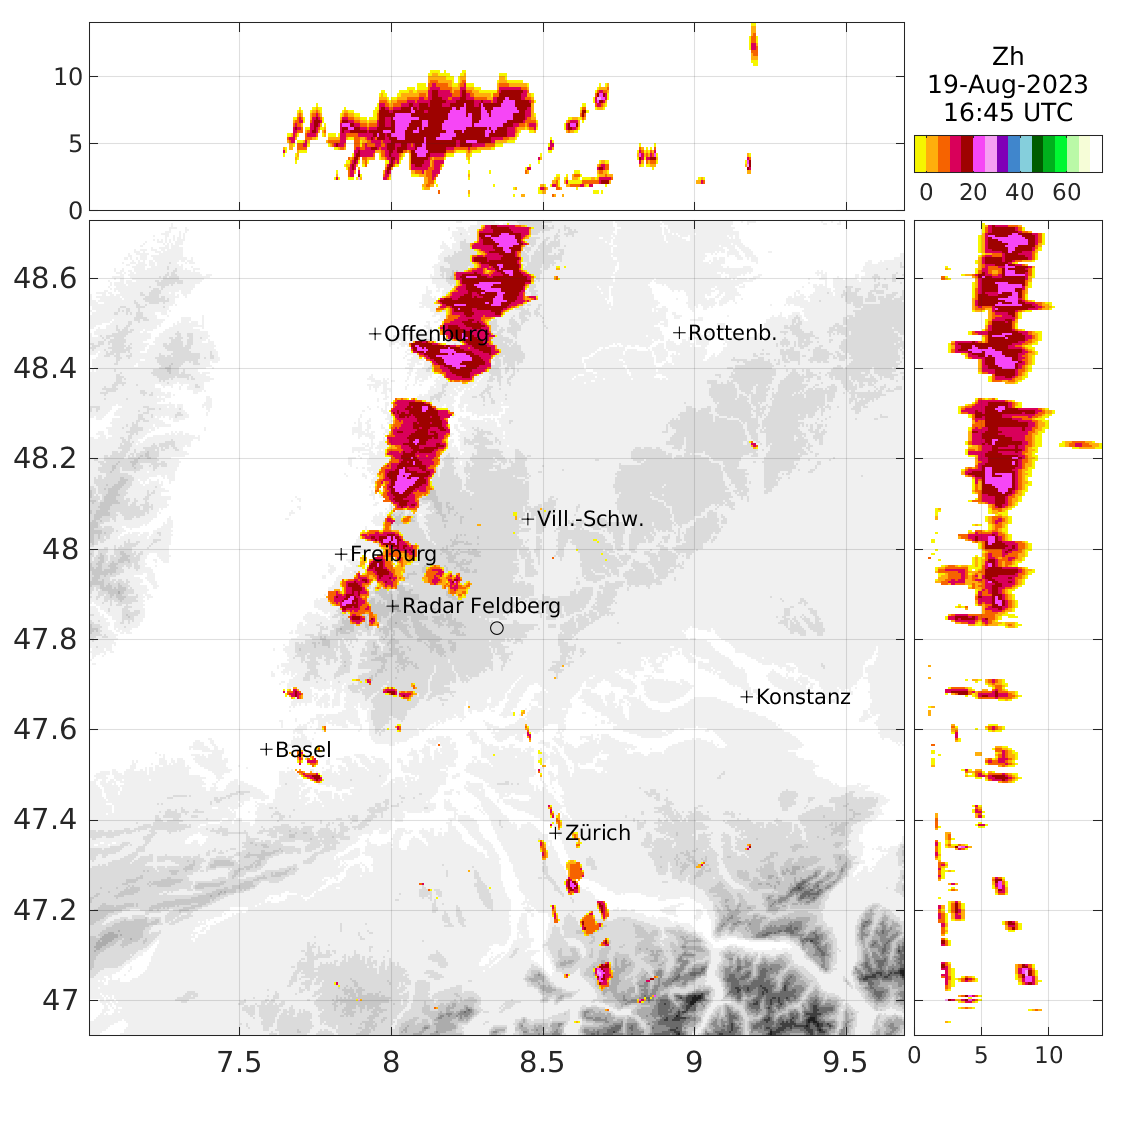 Zh
19-Aug-2023
16:45 UTC
0 20 40 60
10
5
0
48.6
48.4
48.2
48
47.8
47.6
47.4
47.2
47
+Offenburg
+Rottenb.
+Vill.-Schw.
+Freiburg
+Radar Feldberg
+Konstanz
+Basel
+Zürich
7.5 8 8.5 9 9.5
0 5 10